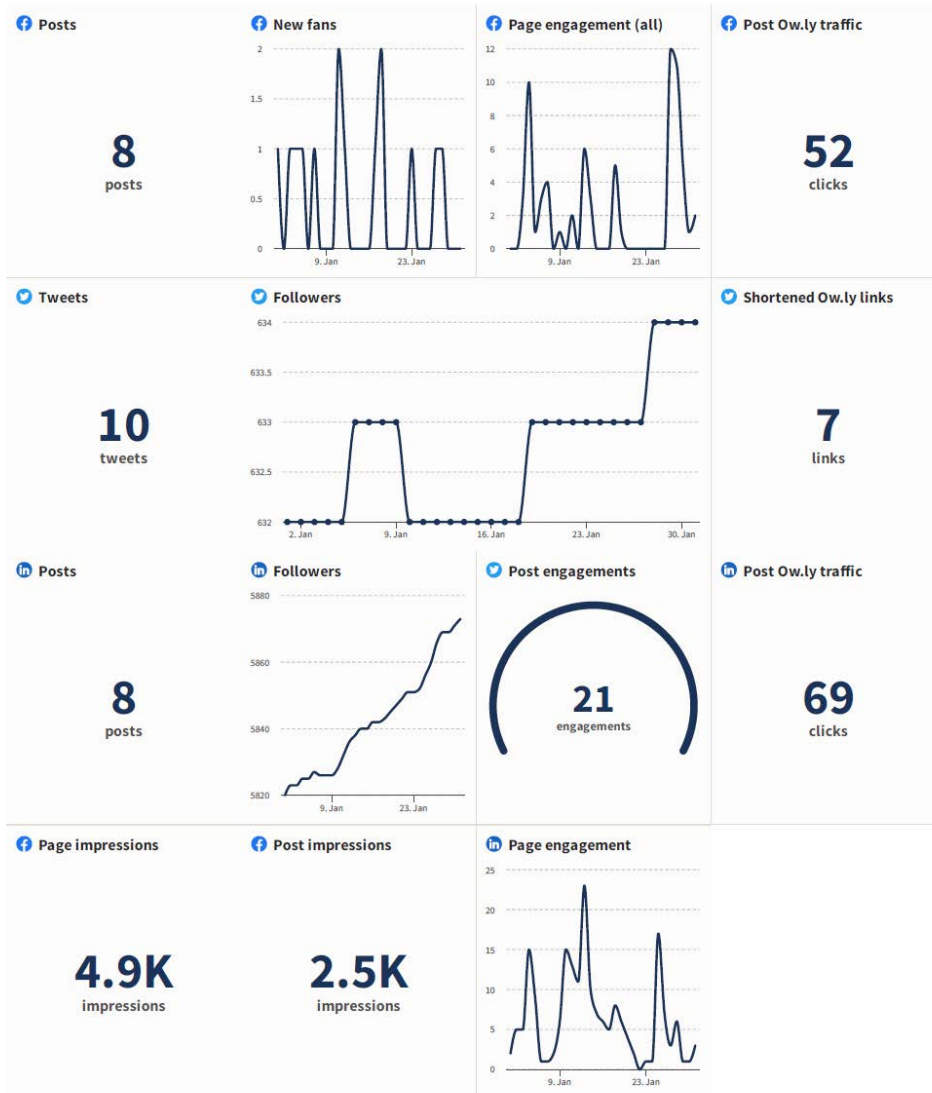 Posts
8
posts
New fans
2
1.5
1
0.5
0
9. Jan
23. Jan
Page engagement (all)
12
10
8
6
4
2
0
9. Jan
23. Jan
Post Ow.ly traffic
52
clicks
Tweets
10
tweets
Followers
634
633.5
633
632.5
632
2. Jan
9. Jan
16. Jan
23. Jan
30. Jan
Shortened Ow.ly links
7
links
Posts
8
posts
Followers
5880
5860
5840
5820
9. Jan
23. Jan
Post engagements
21
engagements
Post Ow.ly traffic
69
clicks
Page impressions
4.9K
impressions
Post impressions
2.5K
impressions
Page engagement
25
20
15
10
5
0
9. Jan
23. Jan